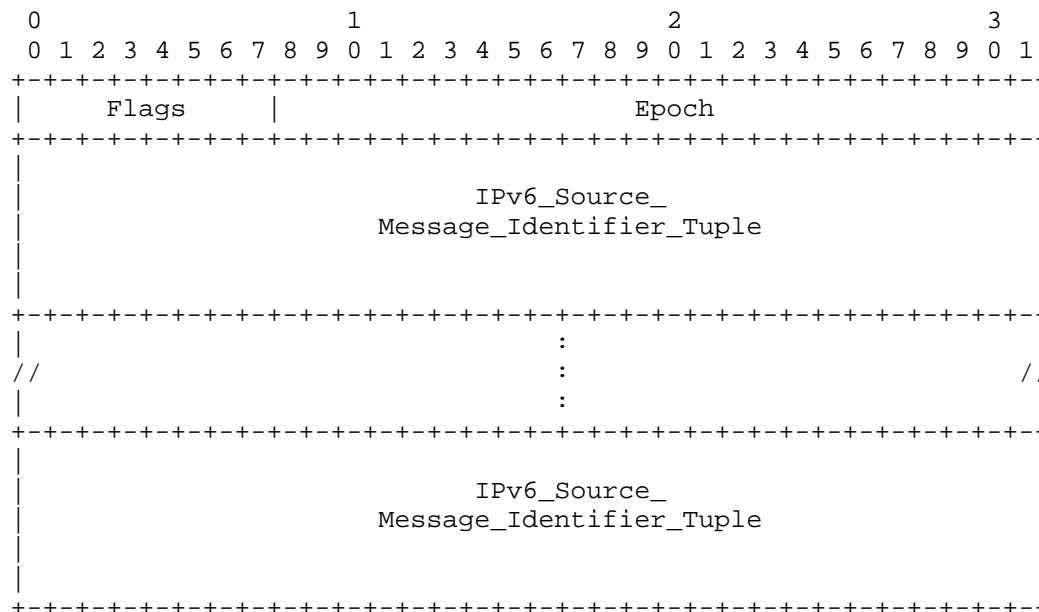 0                   1                   2                   3
 0 1 2 3 4 5 6 7 8 9 0 1 2 3 4 5 6 7 8 9 0 1 2 3 4 5 6 7 8 9 0 1
+-+-+-+-+-+-+-+-+-+-+-+-+-+-+-+-+-+-+-+-+-+-+-+-+-+-+-+-+-+-+-+-
|     Flags     |                      Epoch
+-+-+-+-+-+-+-+-+-+-+-+-+-+-+-+-+-+-+-+-+-+-+-+-+-+-+-+-+-+-+-+-
|
|                            IPv6_Source_
|                      Message_Identifier_Tuple
|
|
+-+-+-+-+-+-+-+-+-+-+-+-+-+-+-+-+-+-+-+-+-+-+-+-+-+-+-+-+-+-+-+-
|                                 :
//                                :                            //
|                                 :
+-+-+-+-+-+-+-+-+-+-+-+-+-+-+-+-+-+-+-+-+-+-+-+-+-+-+-+-+-+-+-+-
|
|                            IPv6_Source_
|                      Message_Identifier_Tuple
|
|
+-+-+-+-+-+-+-+-+-+-+-+-+-+-+-+-+-+-+-+-+-+-+-+-+-+-+-+-+-+-+-+-